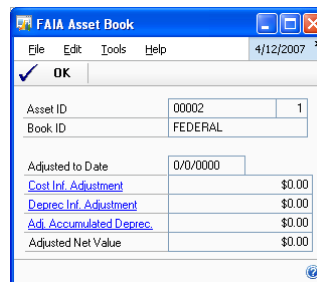 FAIA Asset Book
File Edit Tools Help 4/12/2007
OK
Asset ID 00002 1
Book ID FEDERAL
Adjusted to Date 0/0/0000
Cost Inf. Adjustment $0.00
Deprec Inf. Adjustment $0.00
Adj. Accumulated Deprec. $0.00
Adjusted Net Value $0.00